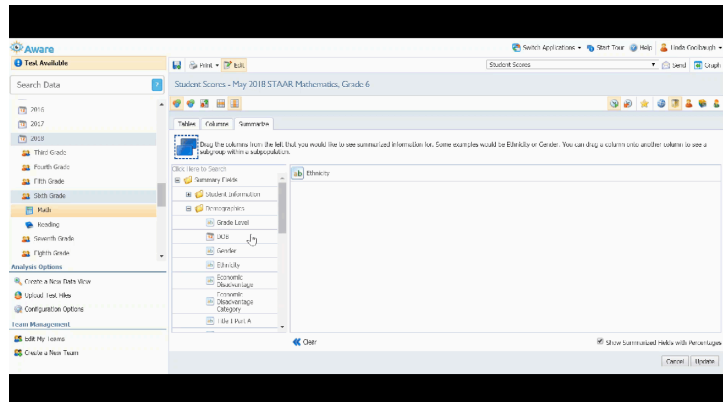 Aware
Switch Applications
Start Tour
Help
Linda Coolbaugh
Test Available
Print
Edit
Student Scores
Send
Graph
Search Data
Student Scores - May 2018 STAAR Mathematics, Grade 6
2016
2017
2018
Third Grade
Fourth Grade
Fifth Grade
Sixth Grade
Math
Reading
Seventh Grade
Eighth Grade
Analysis Options
Create a New Data View
Upload Test Files
Configuration Options
Team Management
Edit My Teams
Create a New Team
Tables
Columns
Summarize
Drag the columns from the left that you would like to see summarized information for. Some examples would be Ethnicity or Gender. You can drag a column onto another column to see a
subgroup within a subpopulation.
Click Here to Search
Summary Fields
Student Information
Demographics
Grade Level
DOB
Gender
Ethnicity
Economic
Disadvantage
Economic
Disadvantage
Category
Title I Part A
ab Ethnicity
Clear
Show Summarized Fields with Percentages
Cancel
Update